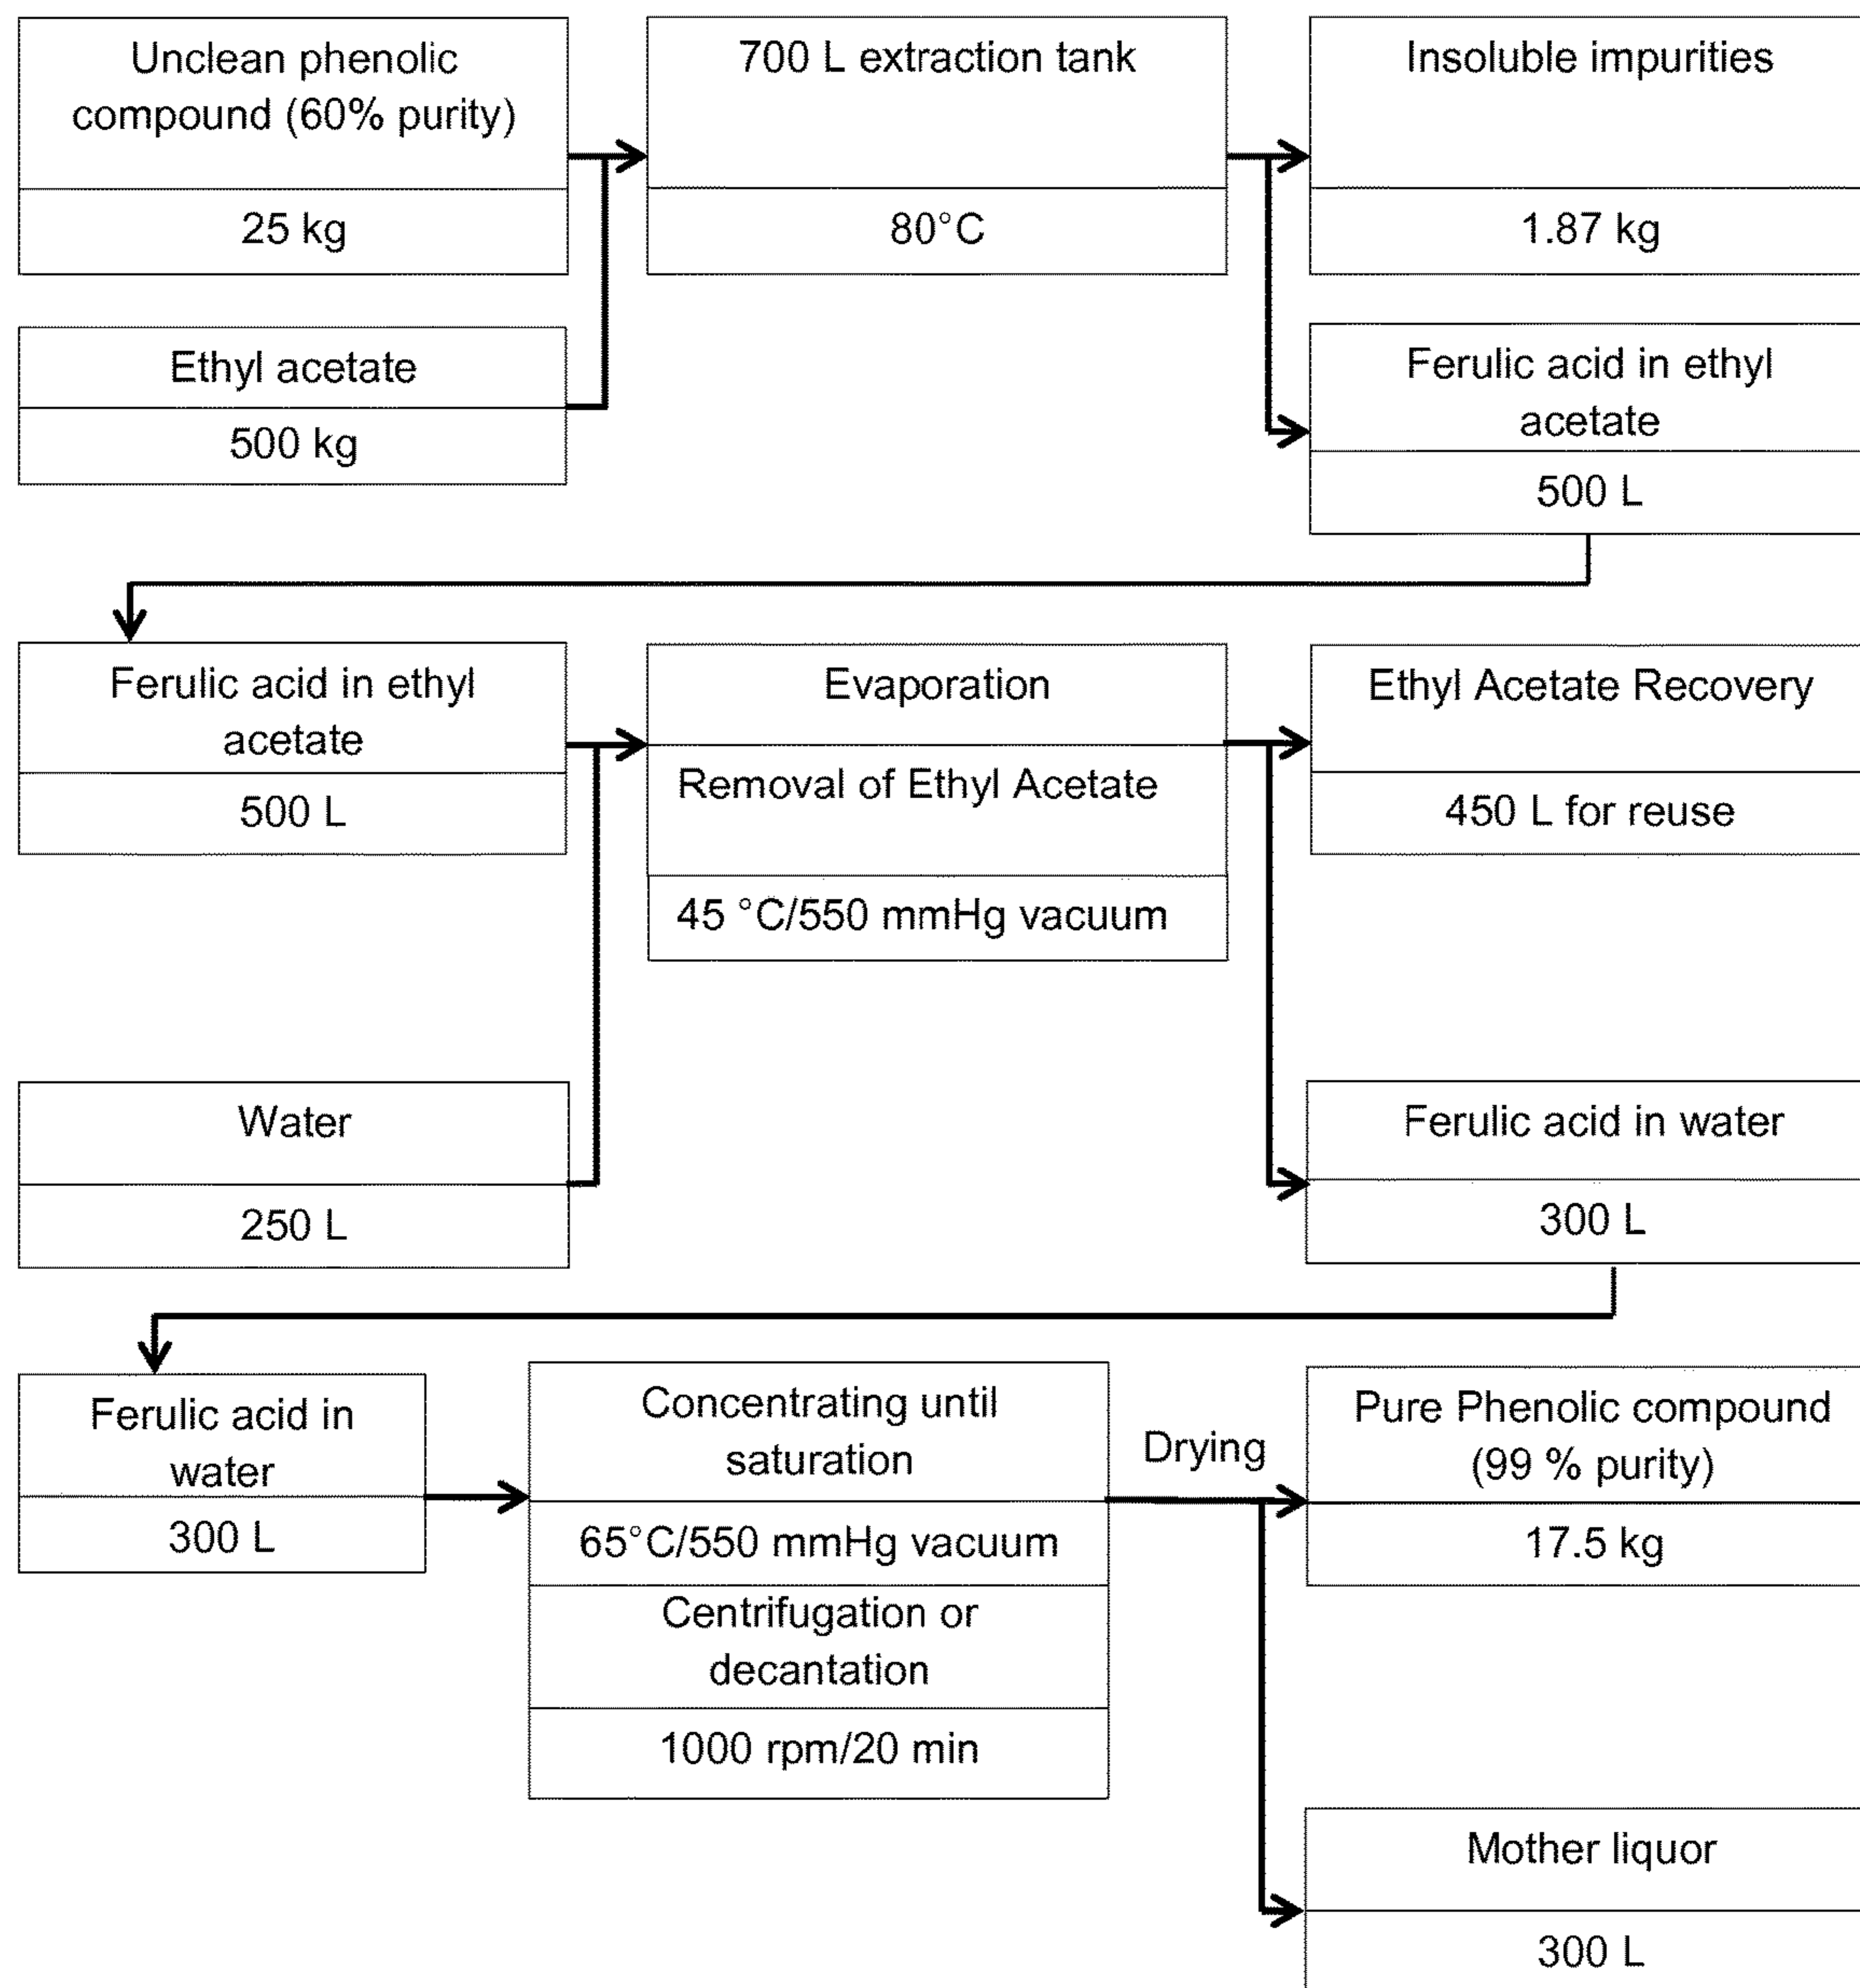 Unclean phenolic
compound (60% purity)
25 kg
700 L extraction tank
80°C
Insoluble impurities
1.87 kg
Ethyl acetate
500 kg
Ferulic acid in ethyl
acetate
500 L
Ferulic acid in ethyl
acetate
500 L
Evaporation
Removal of Ethyl Acetate
45 °C/550 mmHg vacuum
Ethyl Acetate Recovery
450 L for reuse
Water
250 L
Ferulic acid in water
300 L
Ferulic acid in
water
300 L
Concentrating until
saturation
65°C/550 mmHg vacuum
Centrifugation or
decantation
1000 rpm/20 min
Drying
Pure Phenolic compound
(99 % purity)
17.5 kg
Mother liquor
300 L